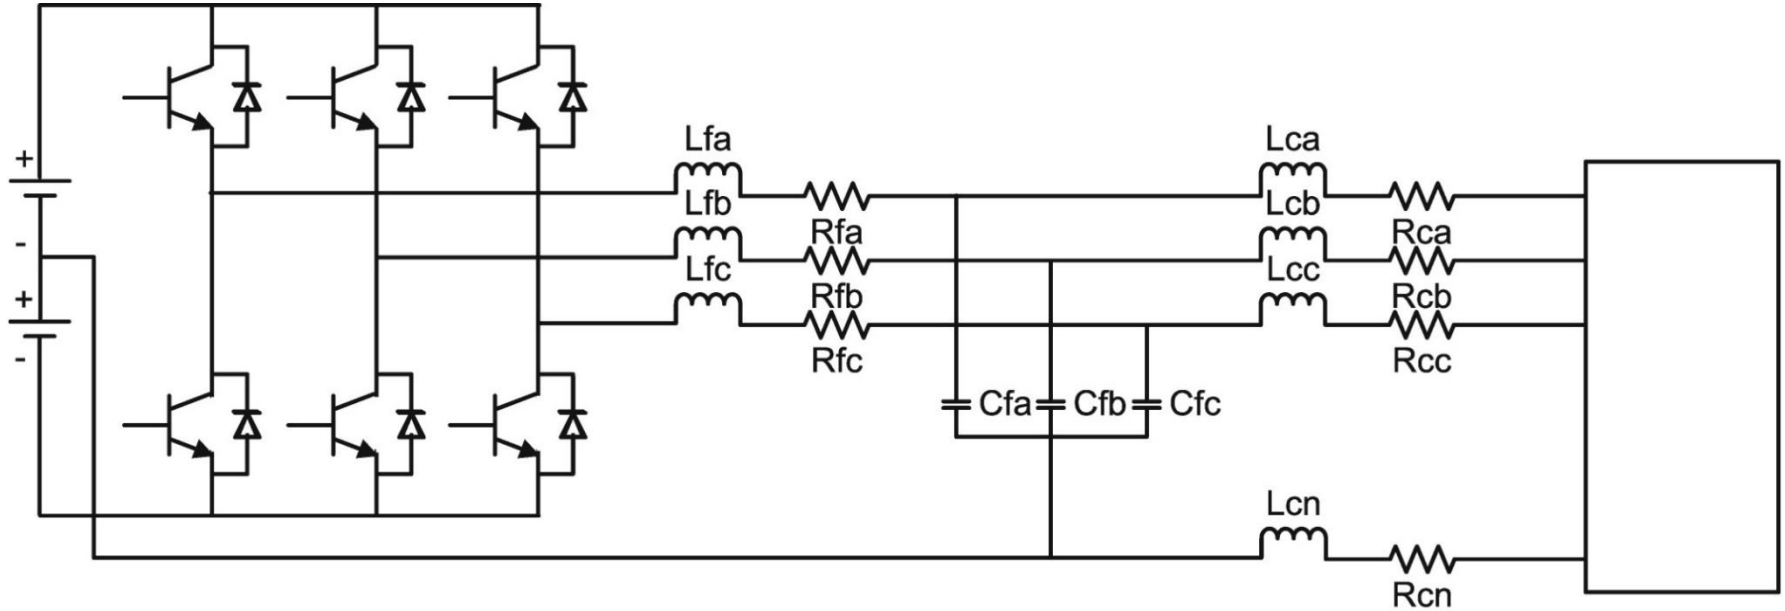 Lfa
Lca
+
Lfb
Lcb
Rfa
Rca
-
Lfc
Lcc
+
Rfb
Rcb
-
Rfc
Rcc
Cfa
Cfb
Cfc
Lcn
Rcn